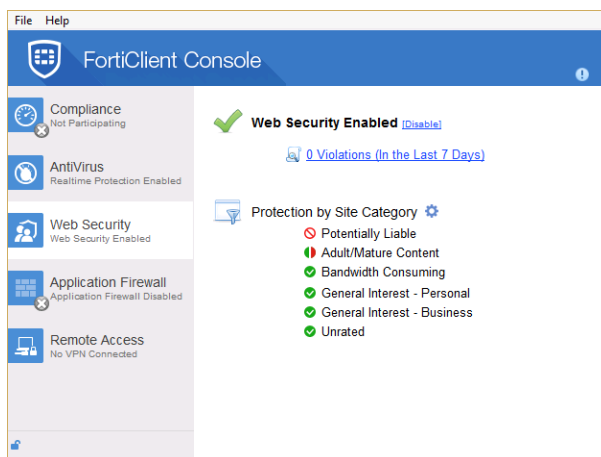 File Help
FortiClient Console
Compliance
Not Participating
AntiVirus
Realtime Protection Enabled
Web Security
Web Security Enabled
Application Firewall
Application Firewall Disabled
Remote Access
No VPN Connected
Web Security Enabled [Disable]
0 Violations (In the Last 7 Days)
Protection by Site Category
Potentially Liable
Adult/Mature Content
Bandwidth Consuming
General Interest - Personal
General Interest - Business
Unrated